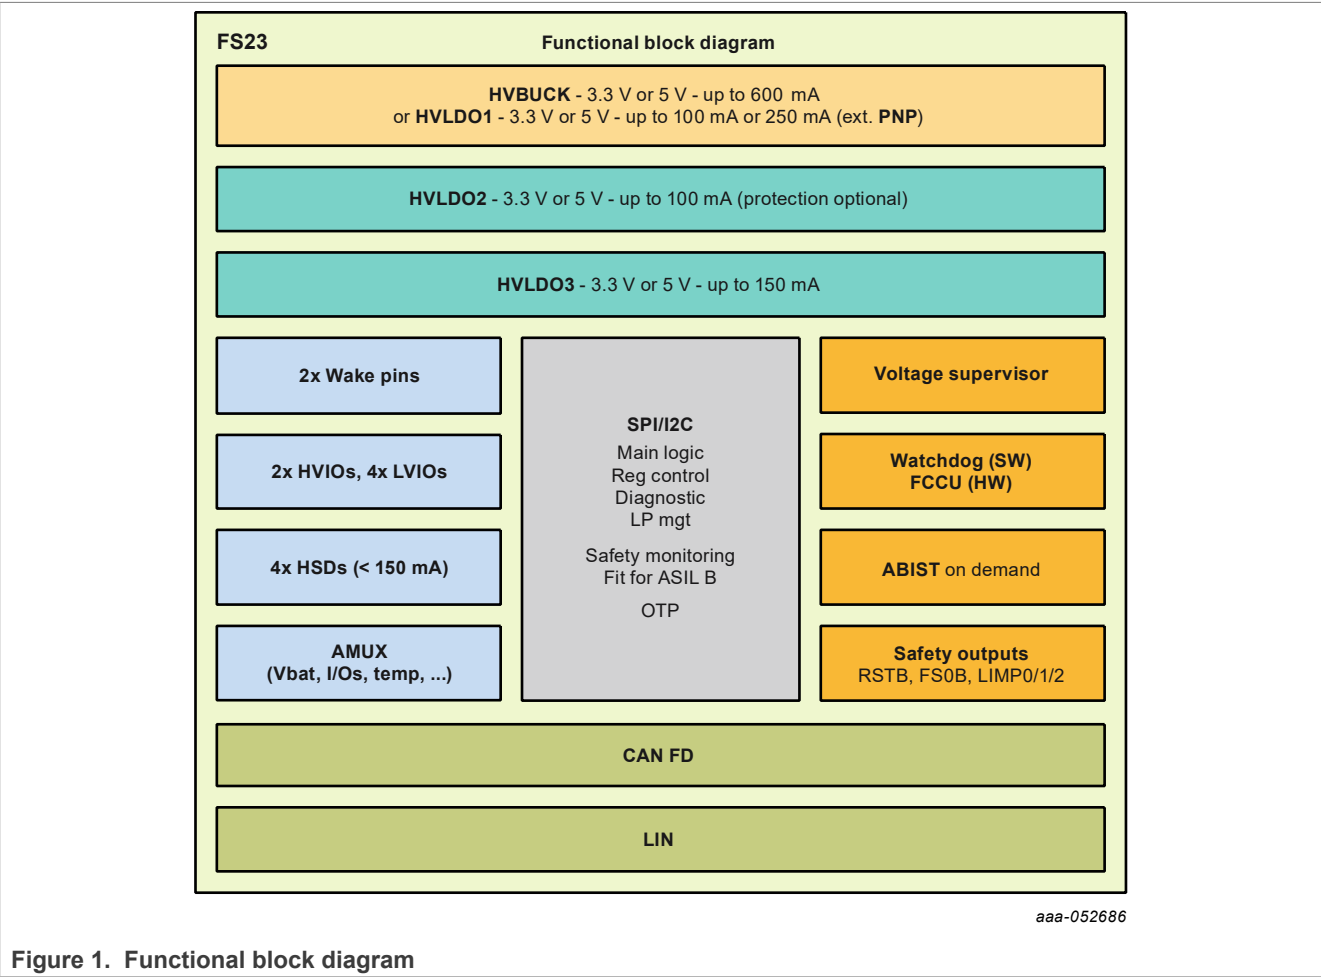 FS23
Functional block diagram
HVBUCK - 3.3 V or 5 V - up to 600 mA
or HVLDO1 - 3.3 V or 5 V - up to 100 mA or 250 mA (ext. PNP)
HVLDO2 - 3.3 V or 5 V - up to 100 mA (protection optional)
HVLDO3 - 3.3 V or 5 V - up to 150 mA
2x Wake pins
2x HVIOs, 4x LVIOs
4x HSDs (< 150 mA)
AMUX
(Vbat, I/Os, temp, ...)
SPI/I2C
Main logic
Reg control
Diagnostic
LP mgt
Safety monitoring
Fit for ASIL B
OTP
Voltage supervisor
Watchdog (SW)
FCCU (HW)
ABIST on demand
Safety outputs
RSTB, FS0B, LIMP0/1/2
CAN FD
LIN
aaa-052686
Figure 1. Functional block diagram